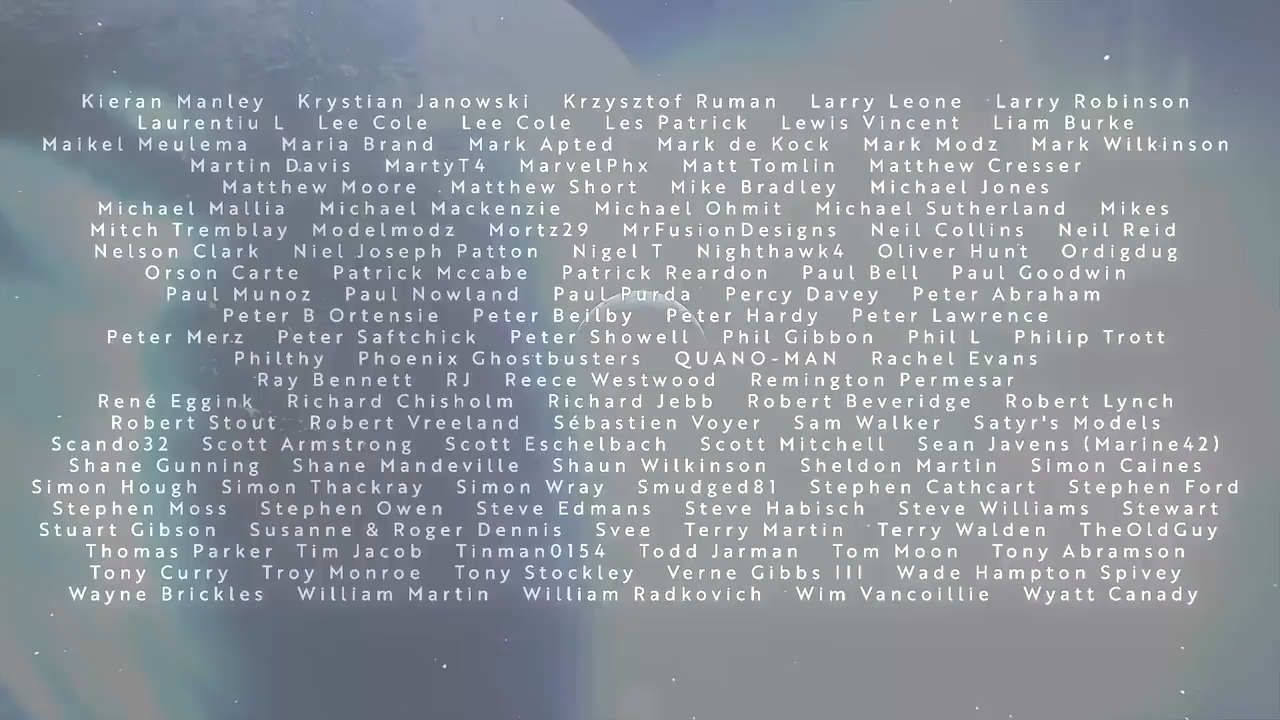 Kieran Manley Krystian Janowski Krzysztof Ruman Larry Leone Larry Robinson
Laurentiu L Lee Cole Lee Cole Les Patrick Lewis Vincent Liam Burke
Maikel Meulema Maria Brand Mark Apted Mark de Kock Mark Modz Mark Wilkinson
Martin Davis MartyT4 MarvelPhx Matt Tomlin Matthew Cresser
Matthew Moore Matthew Short Mike Bradley Michael Jones
Michael Mallia Michael Mackenzie Michael Ohmit Michael Sutherland Mikes
Mitch Tremblay Modelmodz Mortz29 MrFusionDesigns Neil Collins Neil Reid
Nelson Clark Niel Joseph Patton Nigel T Nighthawk4 Oliver Hunt Ordigdug
Orson Carte Patrick Mccabe Patrick Reardon Paul Bell Paul Goodwin
Paul Munoz Paul Nowland Paul Purda Percy Davey Peter Abraham
Peter B Ortensie Peter Beilby Peter Hardy Peter Lawrence
Peter Merz Peter Saftchick Peter Showell Phil Gibbon Phil L Philip Trott
Philthy Phoenix Ghostbusters QUANO-MAN Rachel Evans
Ray Bennett RJ Reece Westwood Remington Permesar
René Eggink Richard Chisholm Richard Jebb Robert Beveridge Robert Lynch
Robert Stout Robert Vreeland Sébastien Voyer Sam Walker Satyr's Models
Scando32 Scott Armstrong Scott Eschelbach Scott Mitchell Sean Javens (Marine42)
Shane Gunning Shane Mandeville Shaun Wilkinson Sheldon Martin Simon Caines
Simon Hough Simon Thackray Simon Wray Smudged81 Stephen Cathcart Stephen Ford
Stephen Moss Stephen Owen Steve Edmans Steve Habisch Steve Williams Stewart
Stuart Gibson Susanne & Roger Dennis Svee Terry Martin Terry Walden TheOldGuy
Thomas Parker Tim Jacob Tinman0154 Todd Jarman Tom Moon Tony Abramson
Tony Curry Troy Monroe Tony Stockley Verne Gibbs III Wade Hampton Spivey
Wayne Brickles William Martin William Radkovich Wim Vancoillie Wyatt Canady